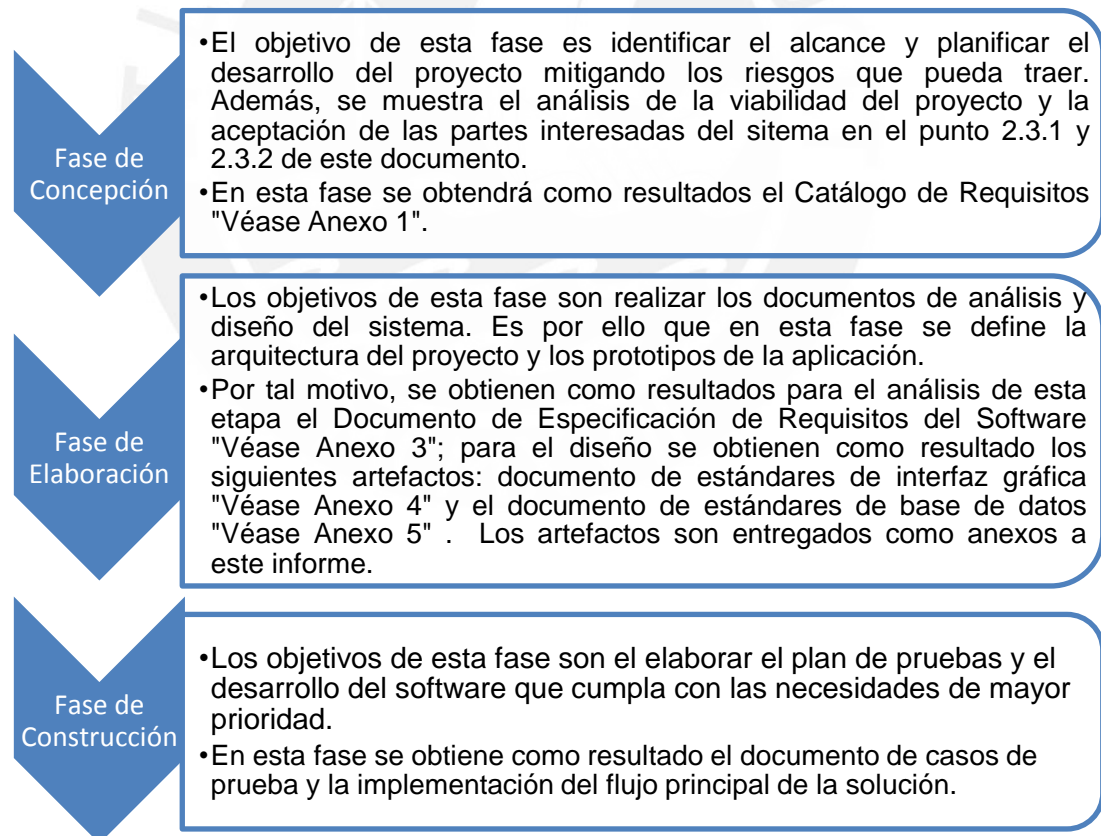 Fase de
Concepción
•El objetivo de esta fase es identificar el alcance y planificar el
desarrollo del proyecto mitigando los riesgos que pueda traer.
Además, se muestra el análisis de la viabilidad del proyecto y la
aceptación de las partes interesadas del sitema en el punto 2.3.1 y
2.3.2 de este documento.
•En esta fase se obtendrá como resultados el Catálogo de Requisitos
"Véase Anexo 1".
Fase de
Elaboración
•Los objetivos de esta fase son realizar los documentos de análisis y
diseño del sistema. Es por ello que en esta fase se define la
arquitectura del proyecto y los prototipos de la aplicación.
•Por tal motivo, se obtienen como resultados para el análisis de esta
etapa el Documento de Especificación de Requisitos del Software
"Véase Anexo 3"; para el diseño se obtienen como resultado los
siguientes artefactos: documento de estándares de interfaz gráfica
"Véase Anexo 4" y el documento de estándares de base de datos
"Véase Anexo 5" . Los artefactos son entregados como anexos a
este informe.
Fase de
Construcción
•Los objetivos de esta fase son el elaborar el plan de pruebas y el
desarrollo del software que cumpla con las necesidades de mayor
prioridad.
•En esta fase se obtiene como resultado el documento de casos de
prueba y la implementación del flujo principal de la solución.